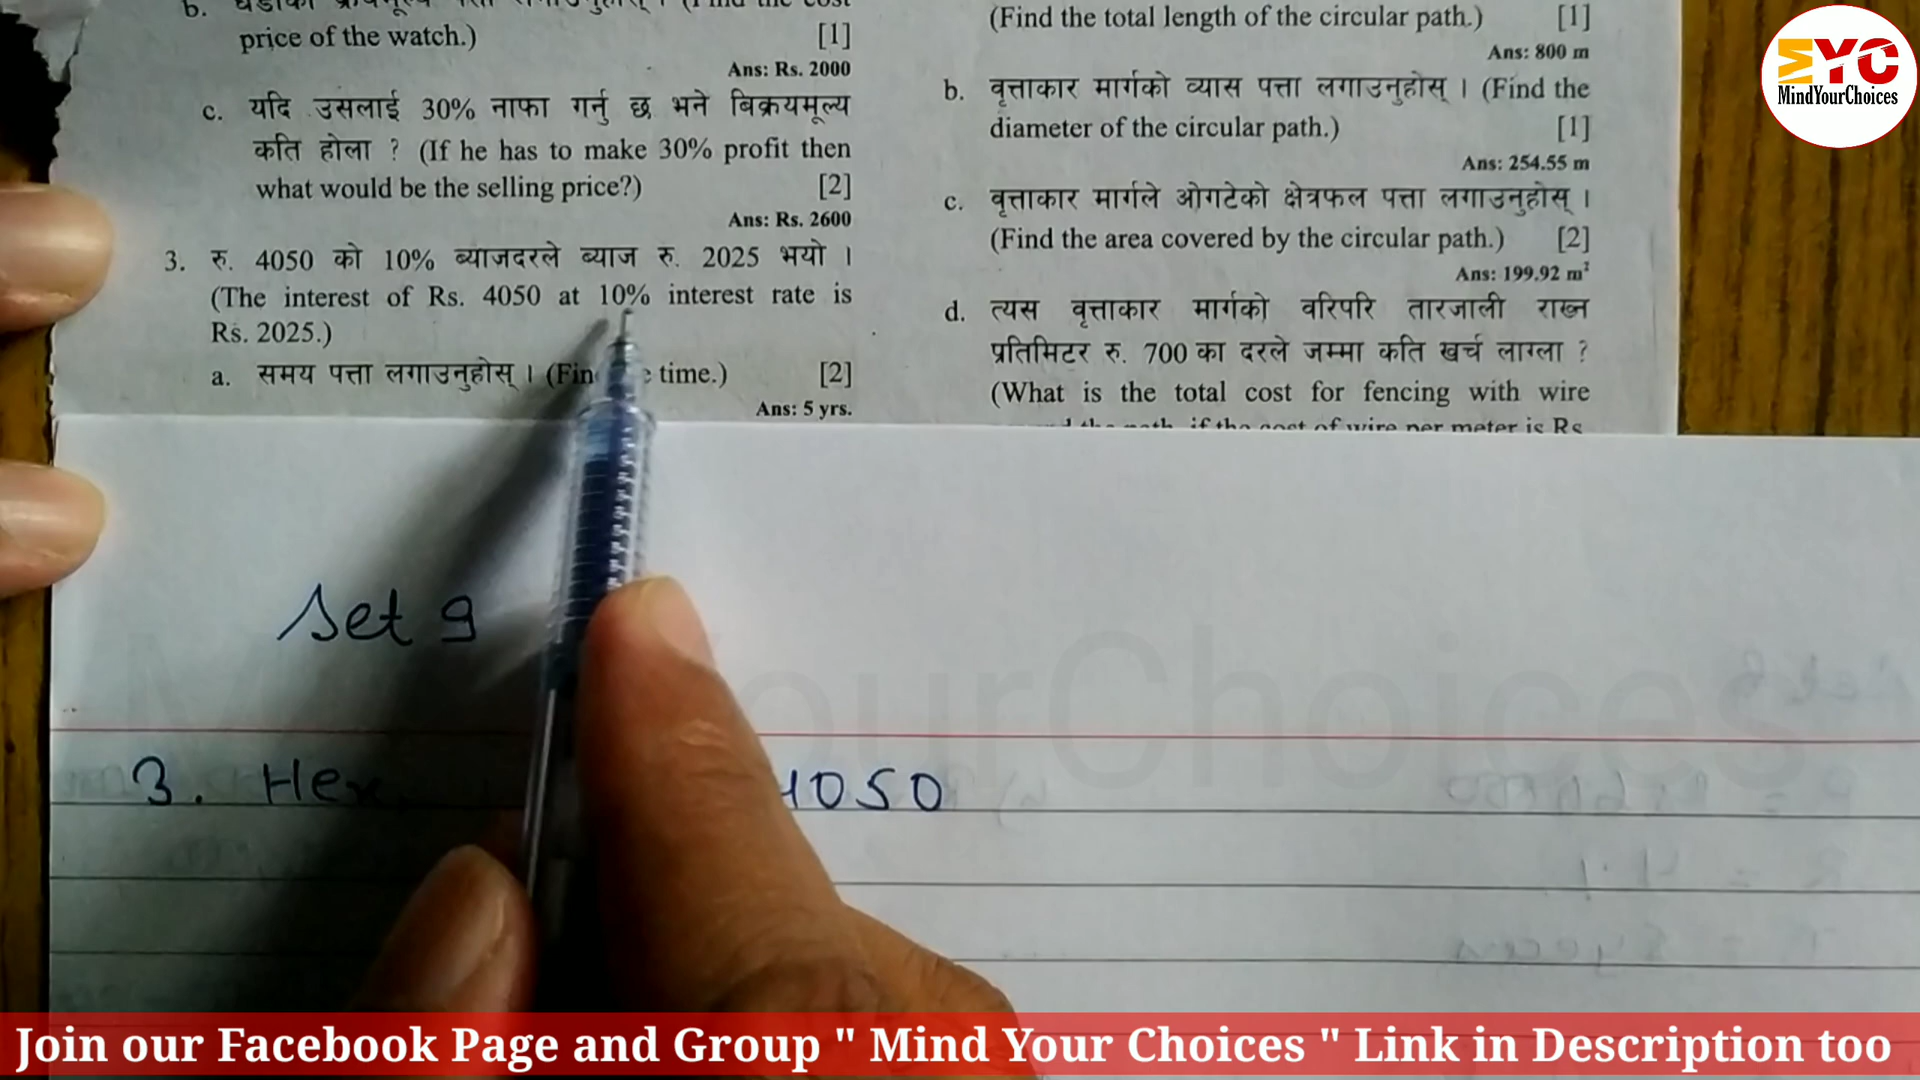 price of the watch.) [1]
Ans: Rs. 2000
c. यदि उसलाई 30% नाफा गर्नु छ भने बिक्रयमूल्य
कति होला ? (If he has to make 30% profit then
what would be the selling price?) [2]
Ans: Rs. 2600
3. रु. 4050 को 10% ब्याजदरले ब्याज रु. 2025 भयो ।
(The interest of Rs. 4050 at 10% interest rate is
Rs. 2025.)
a. समय पत्ता लगाउनुहोस् । (Fin time.) [2]
Ans: 5 yrs.
(Find the total length of the circular path.) [1]
Ans: 800 m
b. वृत्ताकार मार्गको व्यास पत्ता लगाउनुहोस् । (Find the
diameter of the circular path.) [1]
Ans: 254.55 m
c. वृत्ताकार मार्गले ओगटेको क्षेत्रफल पत्ता लगाउनुहोस् ।
(Find the area covered by the circular path.) [2]
Ans: 199.92 m²
d. त्यस वृत्ताकार मार्गको वरिपरि तारजाली राख्न
प्रतिमिटर रु. 700 का दरले जम्मा कति खर्च लाग्ला ?
(What is the total cost for fencing with wire
MYC
MindYourChoices
Set 9
3. Her 4050
Join our Facebook Page and Group " Mind Your Choices " Link in Description too